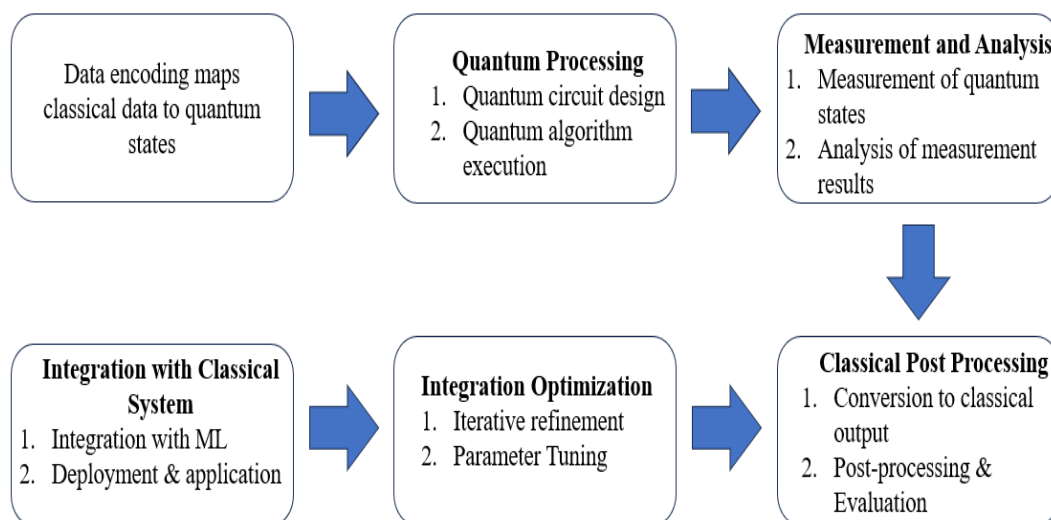 Data encoding maps
classical data to quantum
states
Quantum Processing
1. Quantum circuit design
2. Quantum algorithm
execution
Measurement and Analysis
1. Measurement of quantum
states
2. Analysis of measurement
results
Integration with Classical
System
1. Integration with ML
2. Deployment & application
Integration Optimization
1. Iterative refinement
2. Parameter Tuning
Classical Post Processing
1. Conversion to classical
output
2. Post-processing &
Evaluation